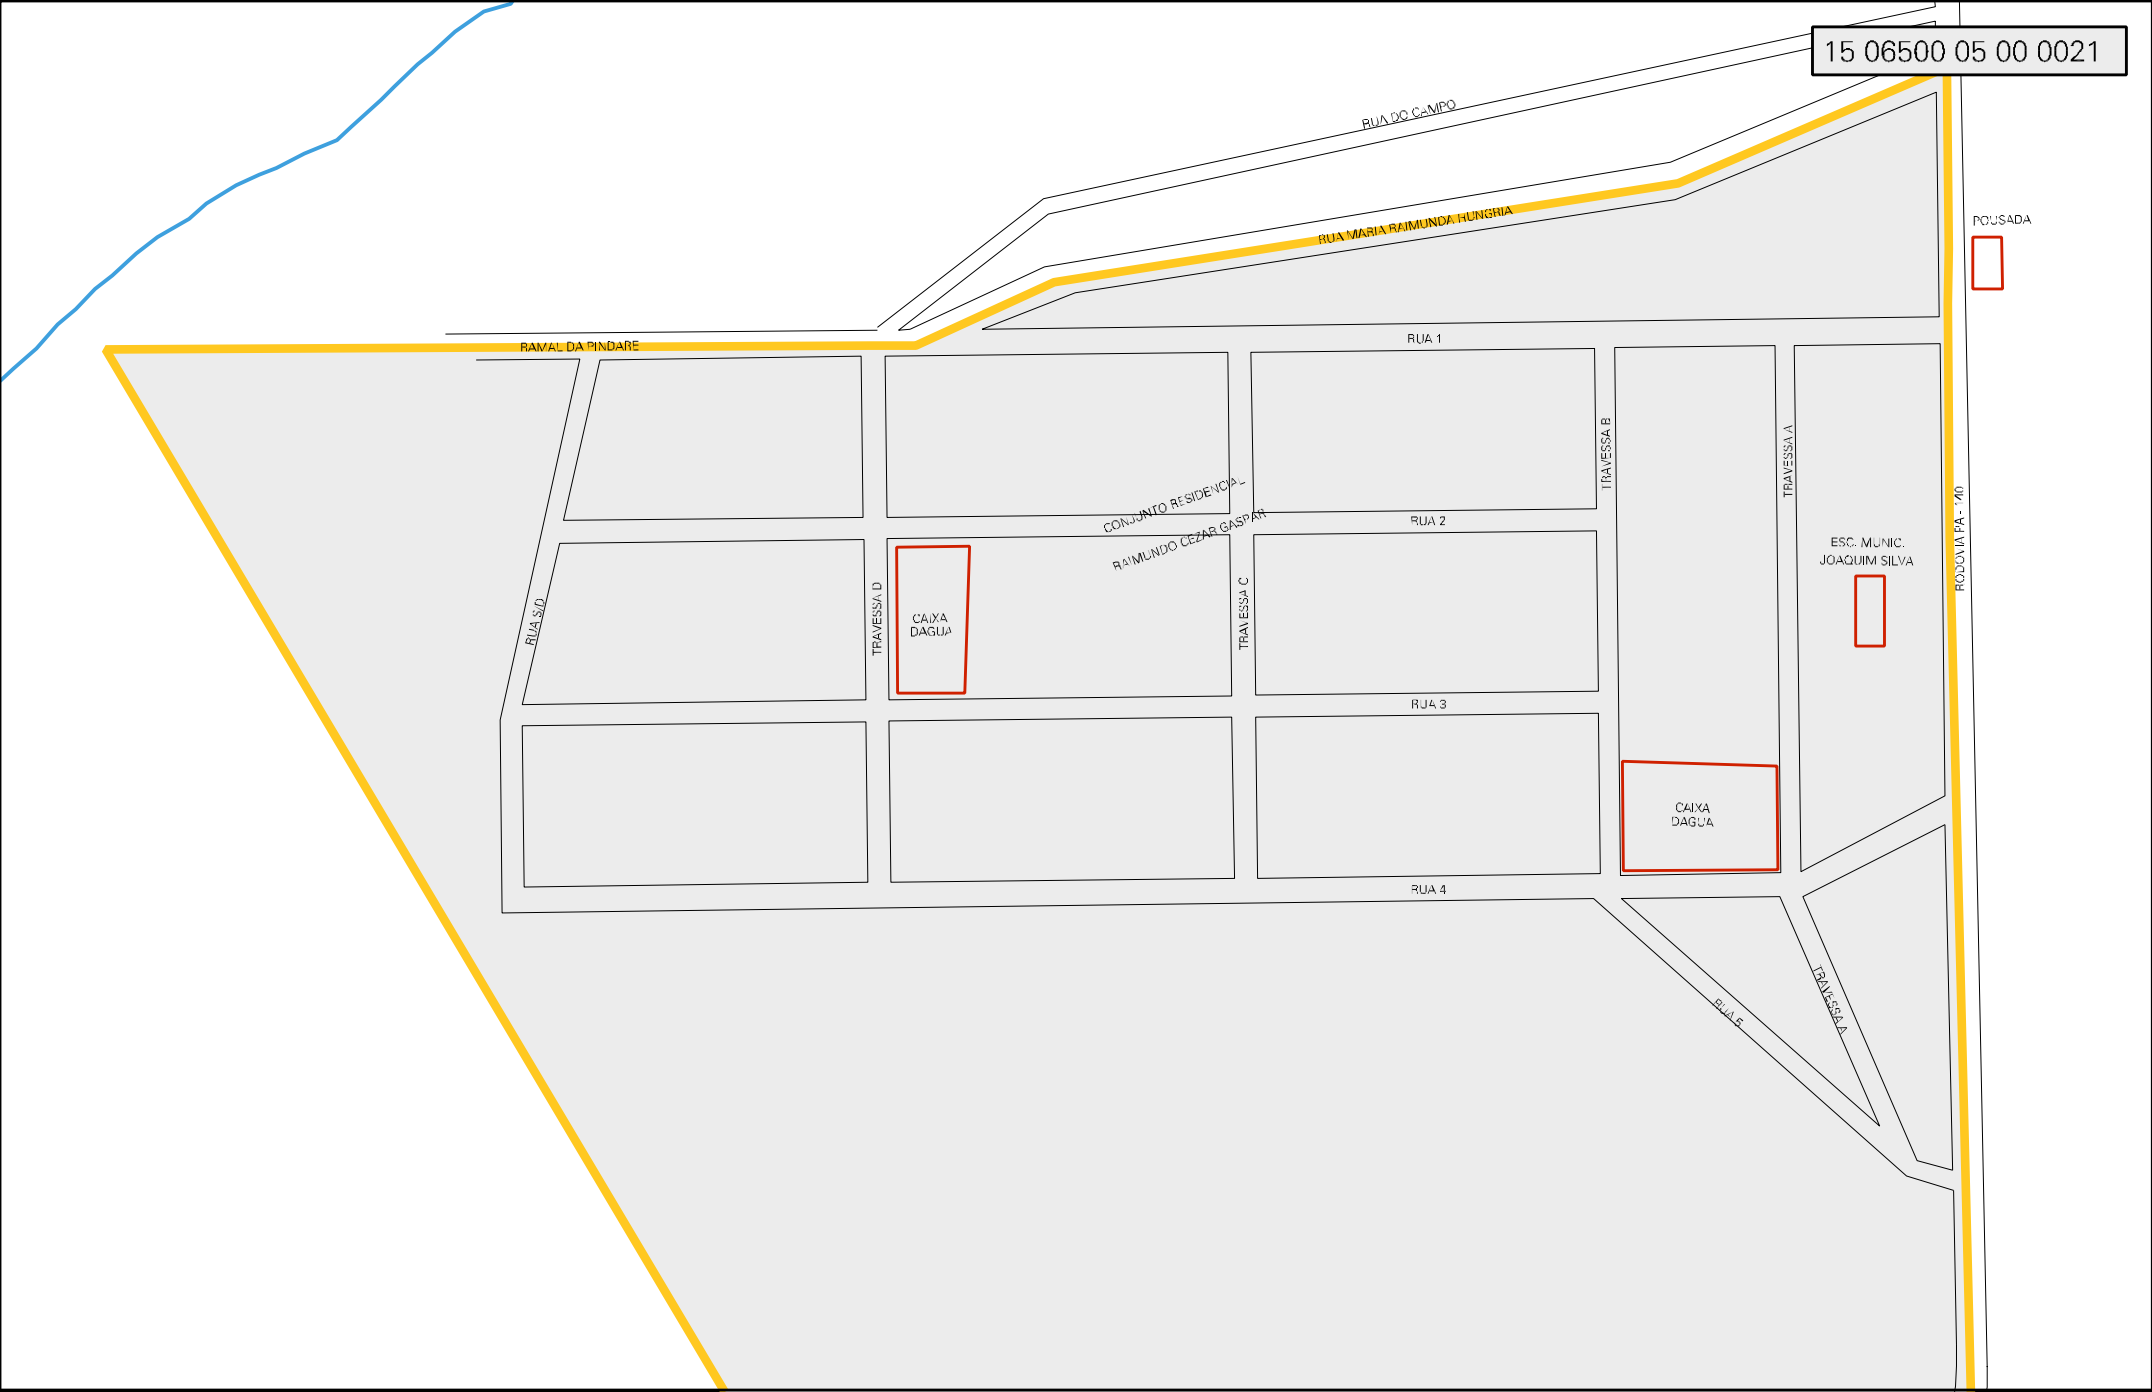 15 06500 05 00 0021
RUA DO CAMPO
RUA MARIA RAIMUNDA HUNGRIA
POUSADA
RAMAL DA PINDARE
RUA 1
TRAVESSA B
TRAVESSA A
CONJUNTO RESIDENCIAL
RAIMUNDO CEZAR GASPAR
RUA 2
RODOVIA PA - 140
ESC. MUNIC.
JOAQUIM SILVA
RUA S/D
TRAVESSA D
CAIXA
DAGUA
TRAVESSA C
RUA 3
CAIXA
DAGUA
RUA 4
RUA 5
TRAVESSA A